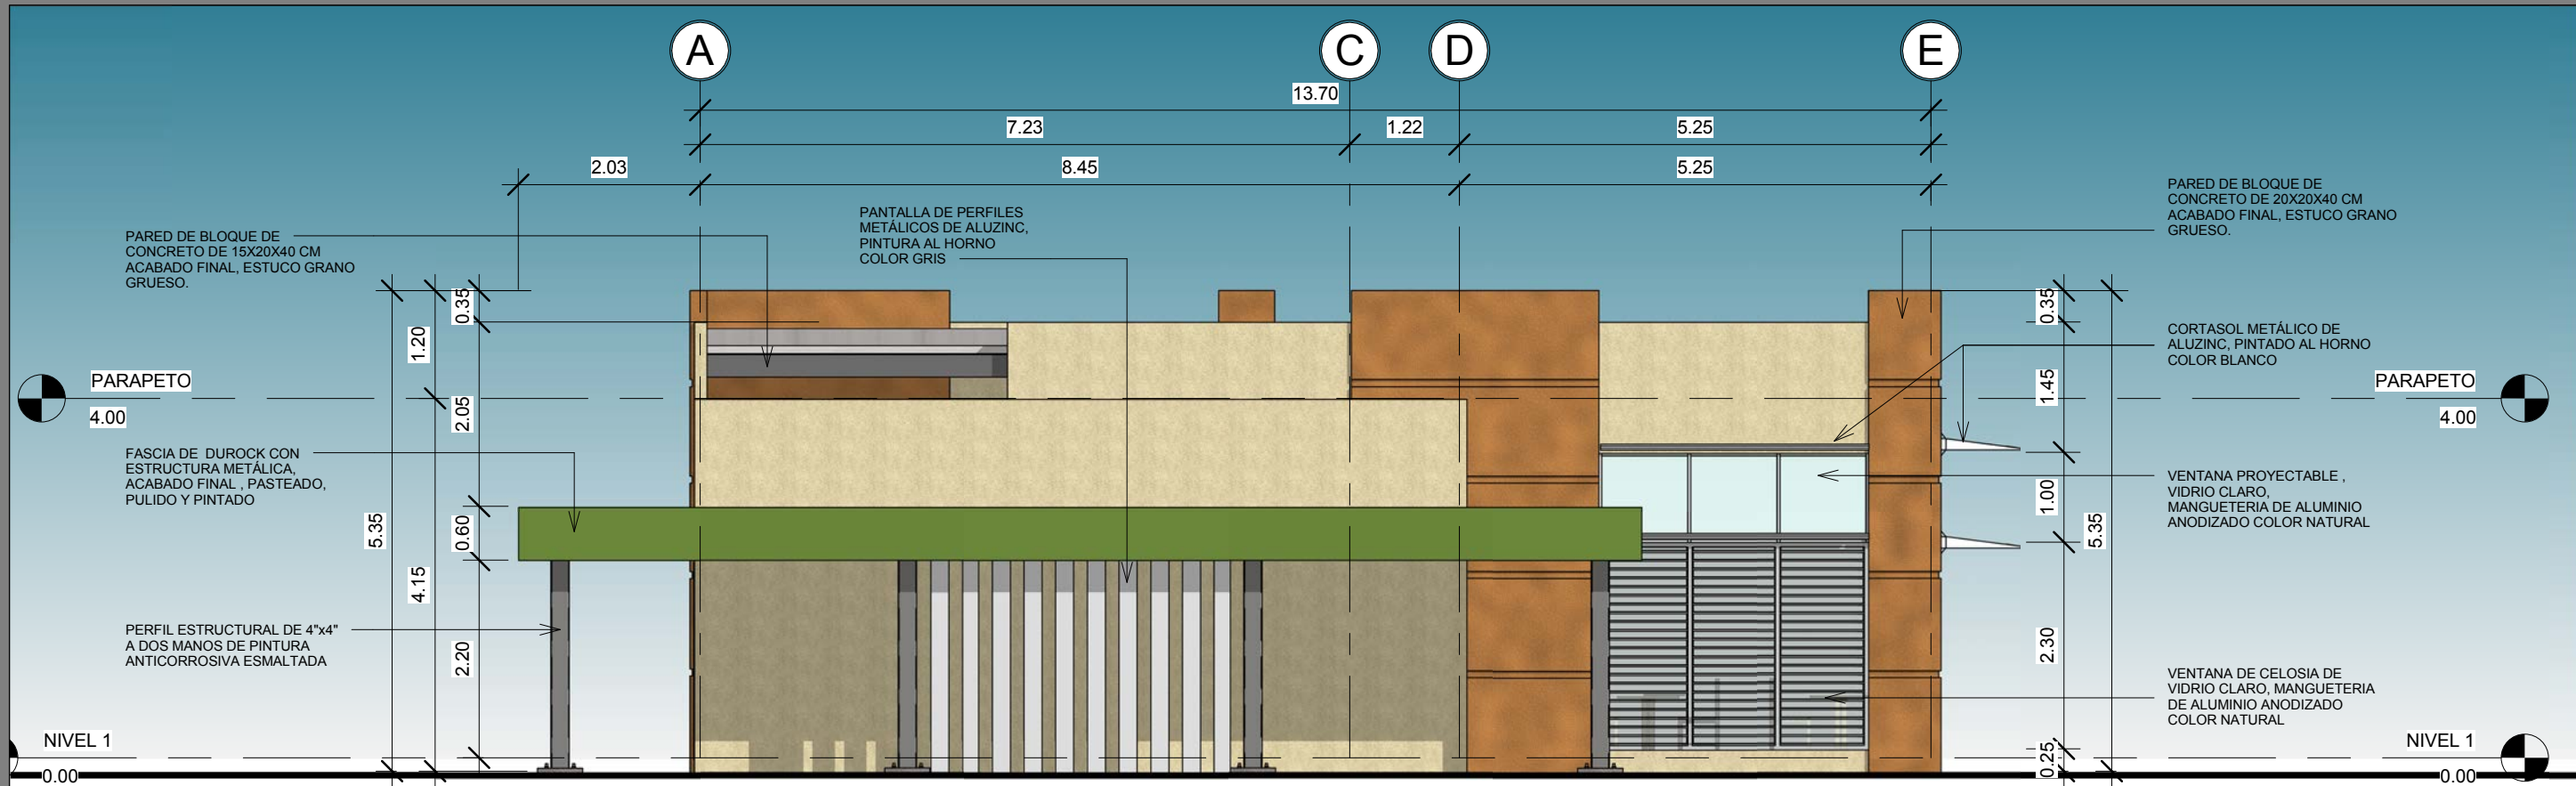 A
C
D
E
13.70
7.23
1.22
5.25
2.03
8.45
5.25
PARED DE BLOQUE DE
CONCRETO DE 15X20X40 CM
ACABADO FINAL, ESTUCO GRANO
GRUESO.
PANTALLA DE PERFILES
METÁLICOS DE ALUZINC,
PINTURA AL HORNO
COLOR GRIS
PARED DE BLOQUE DE
CONCRETO DE 20X20X40 CM
ACABADO FINAL, ESTUCO GRANO
GRUESO.
0.35
1.20
2.05
5.35
0.60
4.15
2.20
PARAPETO
4.00
FASCIA DE DUROCK CON
ESTRUCTURA METÁLICA,
ACABADO FINAL , PASTEADO,
PULIDO Y PINTADO
PERFIL ESTRUCTURAL DE 4"x4"
A DOS MANOS DE PINTURA
ANTICORROSIVA ESMALTADA
NIVEL 1
0.00
0.35
1.45
1.00
5.35
2.30
0.25
CORTASOL METÁLICO DE
ALUZINC, PINTADO AL HORNO
COLOR BLANCO
PARAPETO
4.00
VENTANA PROYECTABLE ,
VIDRIO CLARO,
MANGUETERIA DE ALUMINIO
ANODIZADO COLOR NATURAL
VENTANA DE CELOSIA DE
VIDRIO CLARO, MANGUETERIA
DE ALUMINIO ANODIZADO
COLOR NATURAL
NIVEL 1
0.00